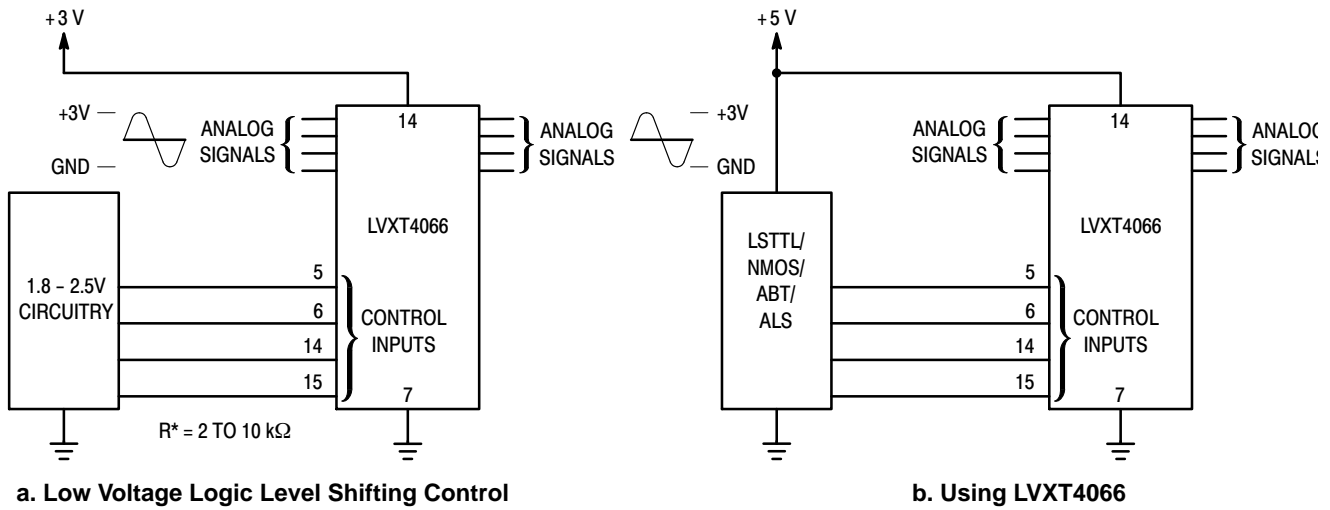 +3 V
+3V
GND
ANALOG
SIGNALS
14
ANALOG
SIGNALS
LVXT4066
1.8 – 2.5V
CIRCUITRY
5
6
14
15
CONTROL
INPUTS
7
R* = 2 TO 10 kΩ
a. Low Voltage Logic Level Shifting Control
+5 V
+3V
GND
ANALOG
SIGNALS
14
ANALOG
SIGNALS
LVXT4066
LSTTL/
NMOS/
ABT/
ALS
5
6
14
15
CONTROL
INPUTS
7
b. Using LVXT4066